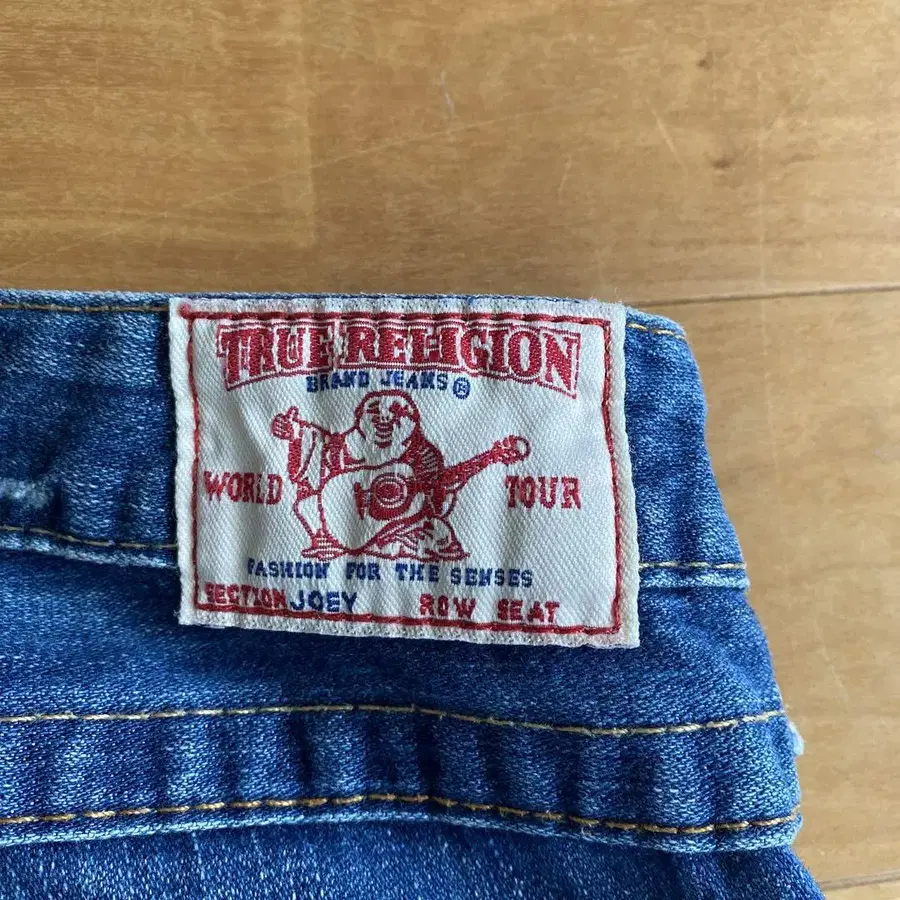 TRUE RELIGION
BRAND JEANS®
WORLD TOUR
FASHION FOR THE SENSES
SECTION JOEY ROW SEAT